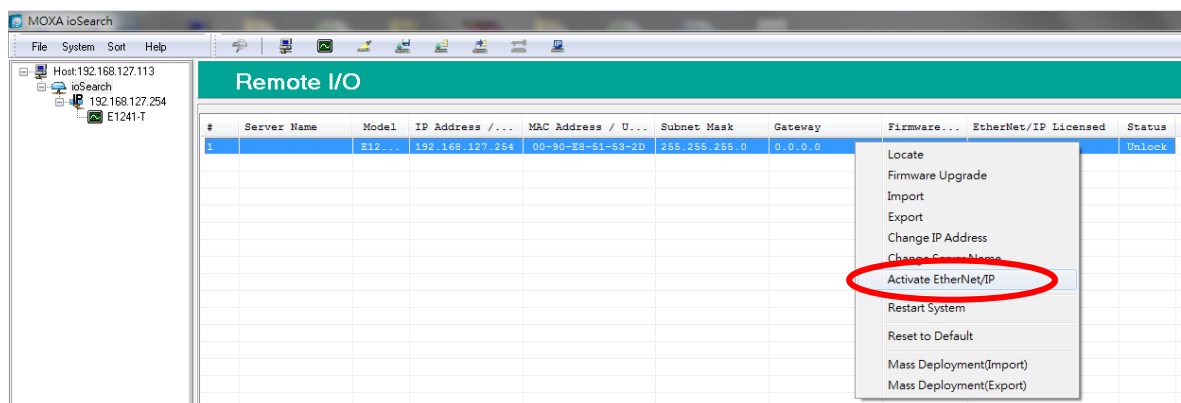 MOXA ioSearch
File System Sort Help
Host:192.168.127.113
ioSearch
192.168.127.254
E1241-T
Remote I/O
# Server Name Model IP Address /... MAC Address / U... Subnet Mask Gateway Firmware... EtherNet/IP Licensed Status
1 E12... 192.168.127.254 00-90-E8-51-53-2D 255.255.255.0 0.0.0.0 Unlock
Locate
Firmware Upgrade
Import
Export
Change IP Address
Change Server Name
Activate EtherNet/IP
Restart System
Reset to Default
Mass Deployment(Import)
Mass Deployment(Export)